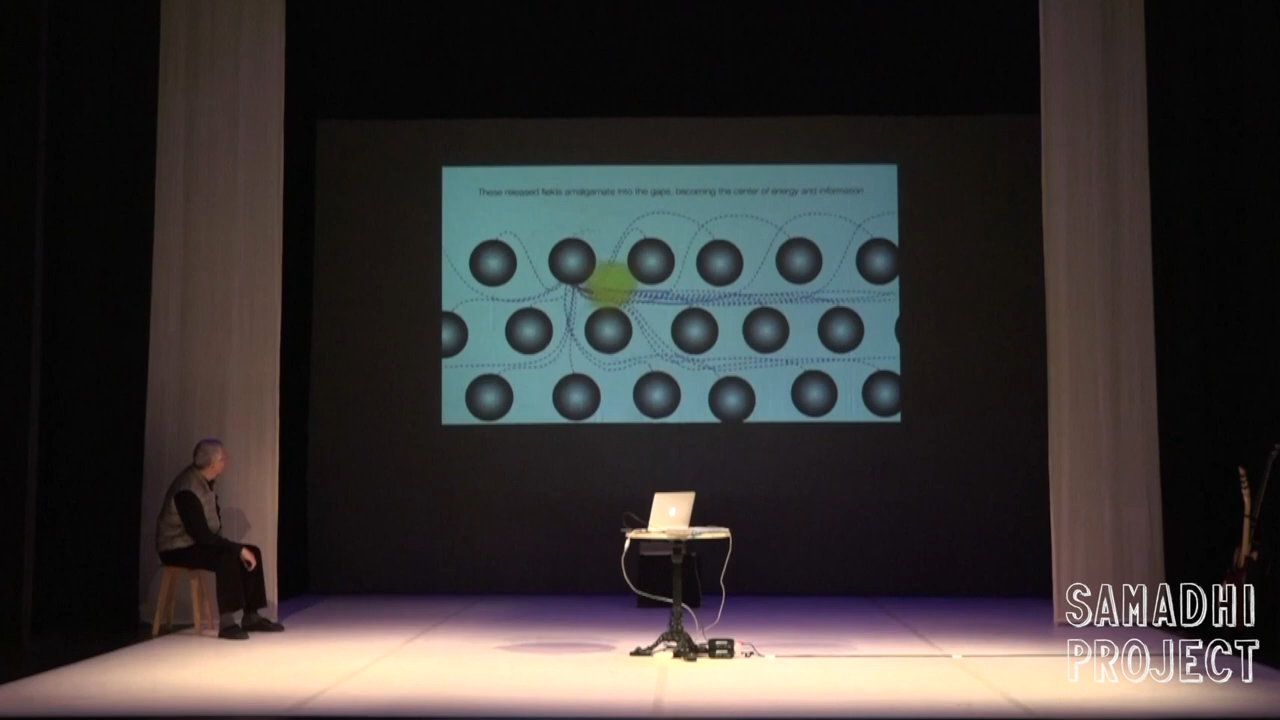 These released fields amalgamate into the gaps, becoming the center of energy and information
SAMADHI
PROJECT